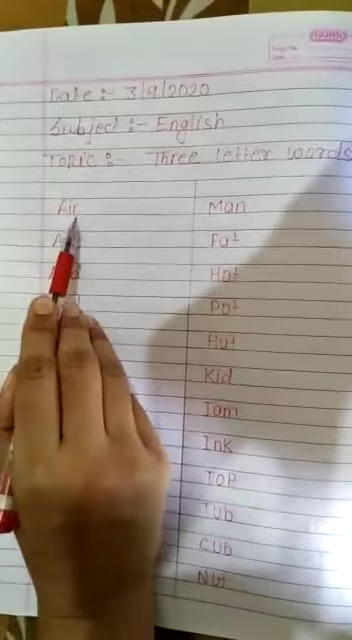 Date :- 3/9/2020
Subject :- English
TOPIC :- Three letter words
Air
Man
Fat
Hot
Pot
Hut
Kid
Jam
Ink
TOP
Tub
Cub
Nut